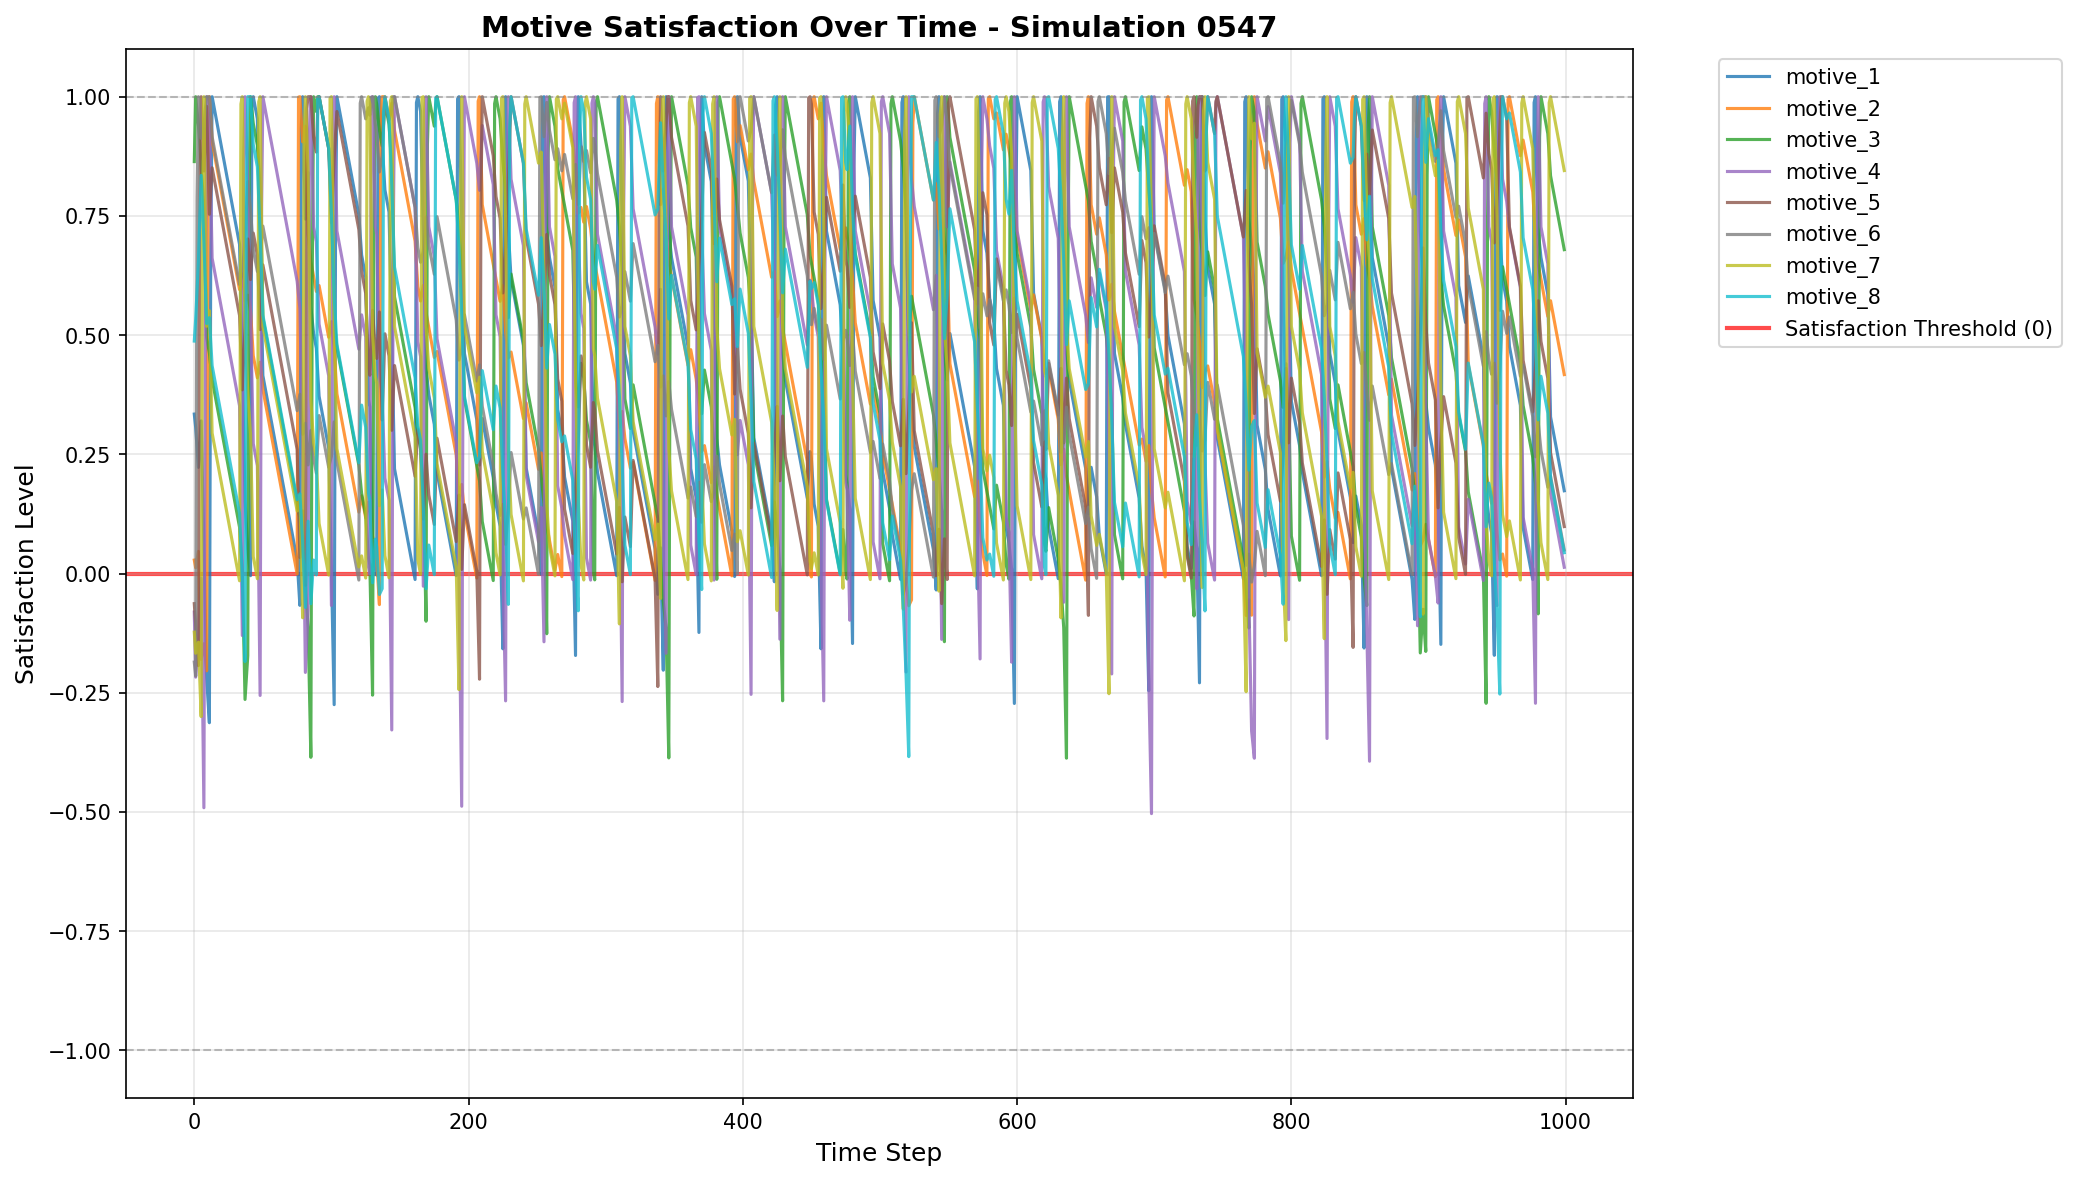 Motive Satisfaction Over Time - Simulation 0547
Satisfaction Level
1.00
0.75
0.50
0.25
0.00
−0.25
−0.50
−0.75
−1.00
0
200
400
600
800
1000
Time Step
motive_1
motive_2
motive_3
motive_4
motive_5
motive_6
motive_7
motive_8
Satisfaction Threshold (0)